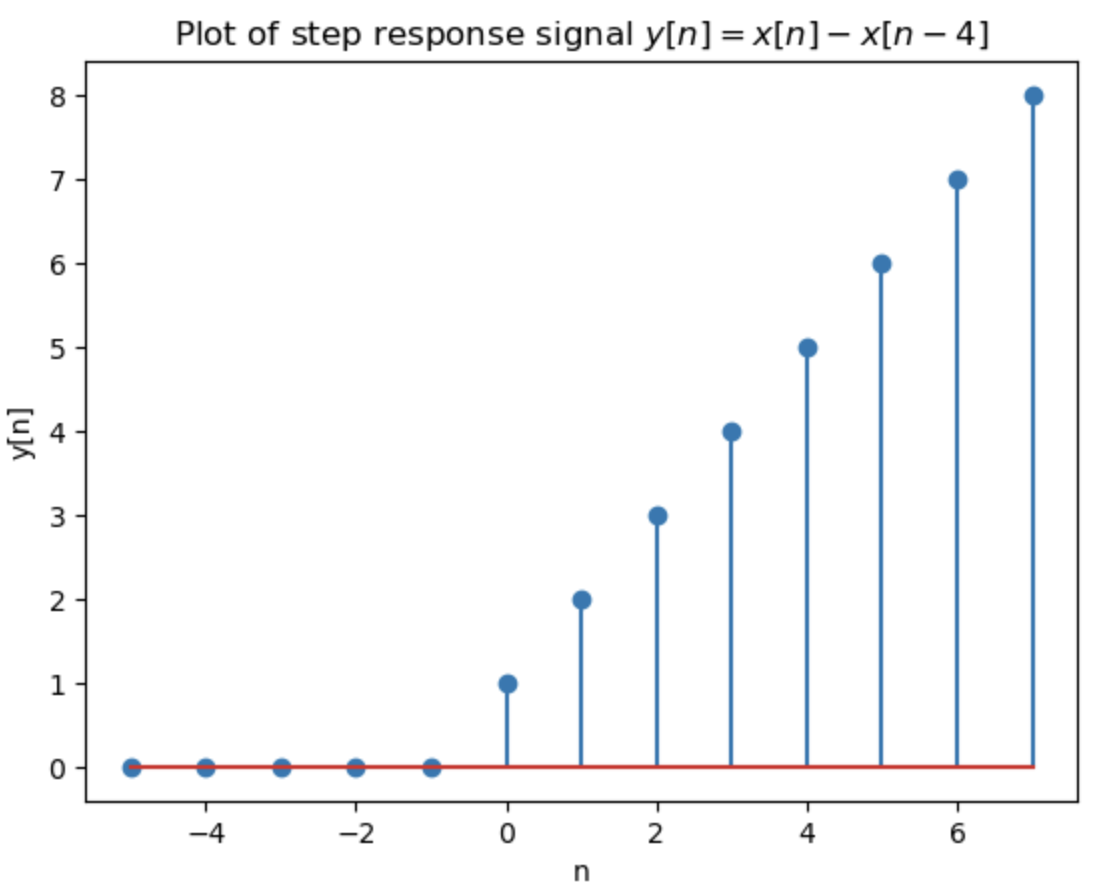 Plot of step response signal y[n] = x[n] − x[n − 4]
8
7
6
5
4
3
2
1
0
y[n]
−4 −2 0 2 4 6
n